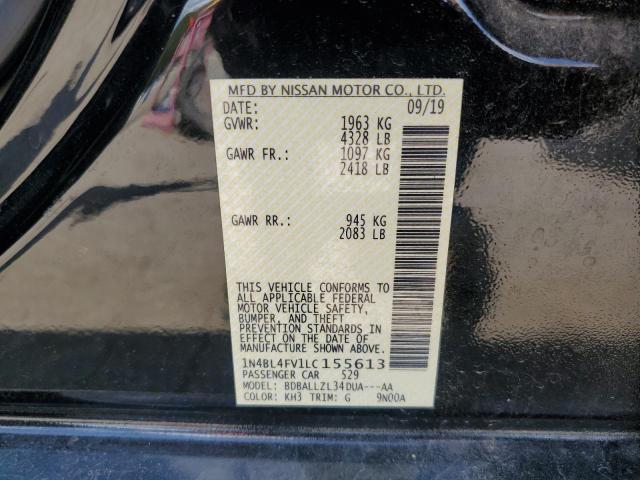 MFD BY NISSAN MOTOR CO., LTD.
DATE: 09/19
GVWR: 1963 KG
4328 LB
GAWR FR.: 1097 KG
2418 LB
GAWR RR.: 945 KG
2083 LB
THIS VEHICLE CONFORMS TO
ALL APPLICABLE FEDERAL
MOTOR VEHICLE SAFETY,
BUMPER, AND THEFT
PREVENTION STANDARDS IN
EFFECT ON THE DATE OF
MANUFACTURE SHOWN ABOVE.
1N4BL4FV1LC155613
PASSENGER CAR S29
MODEL: BDBALLZL34DUA---AA
COLOR: KH3 TRIM: G 9N00A